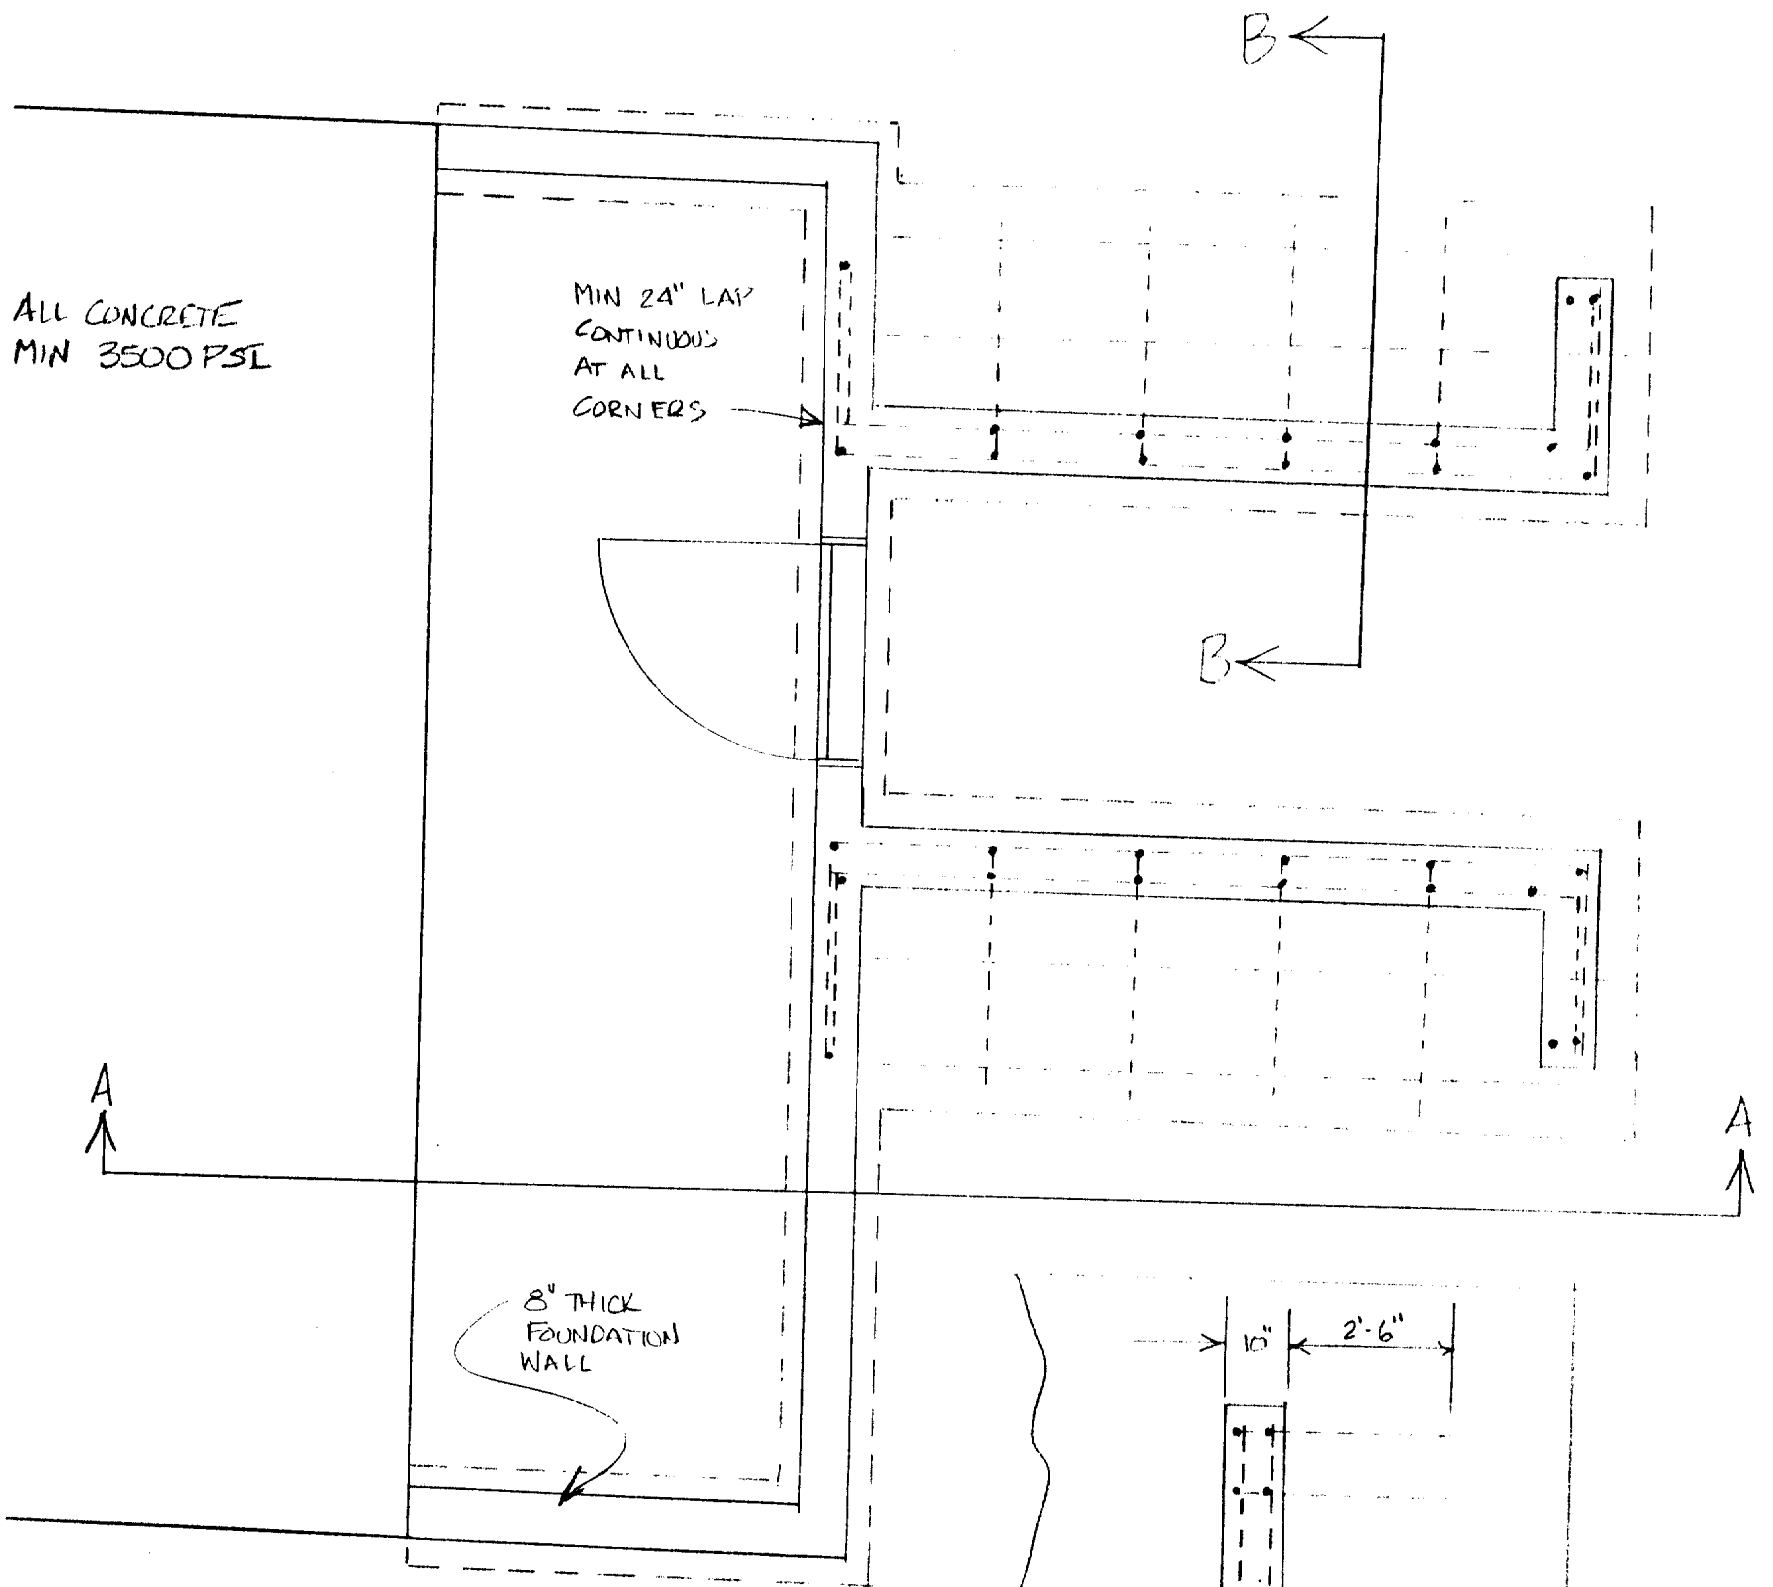 B
ALL CONCRETE
MIN 3500 PSI
MIN 24" LAP
CONTINUOUS
AT ALL
CORNERS
B
A
A
8" THICK
FOUNDATION
WALL
10"
2'-6"